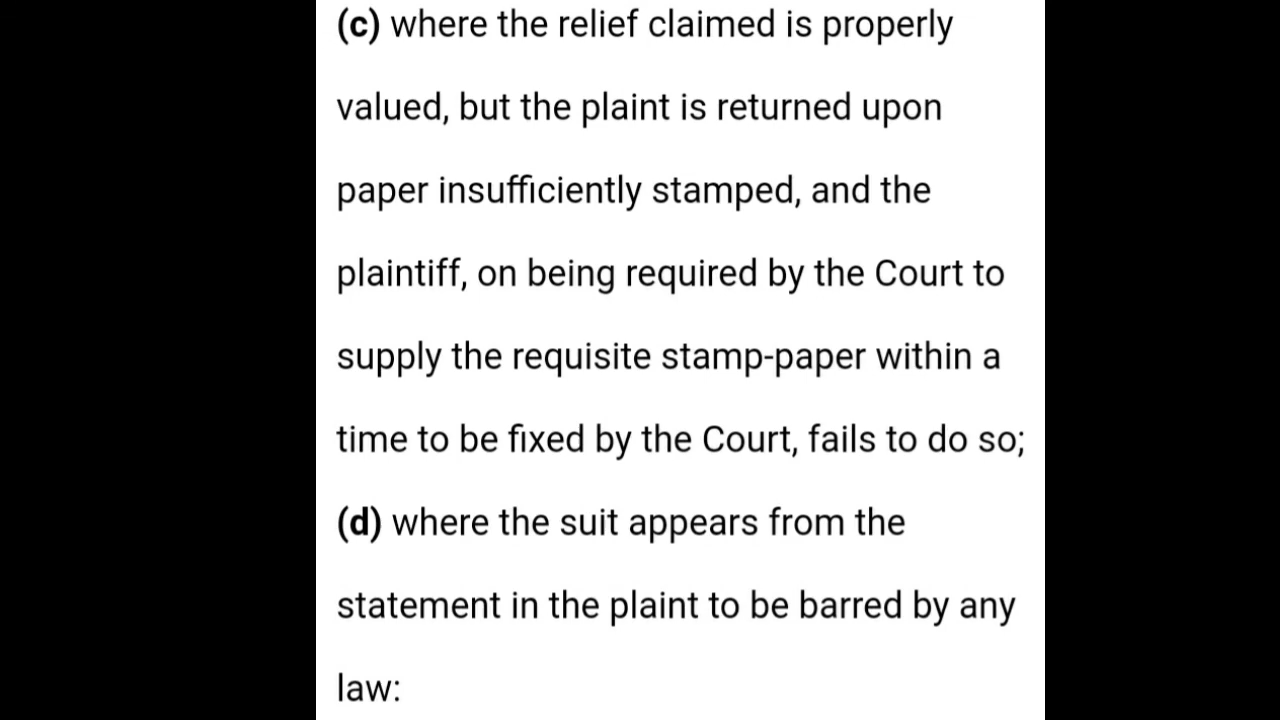 (c) where the relief claimed is properly
valued, but the plaint is returned upon
paper insufficiently stamped, and the
plaintiff, on being required by the Court to
supply the requisite stamp-paper within a
time to be fixed by the Court, fails to do so;
(d) where the suit appears from the
statement in the plaint to be barred by any
law: